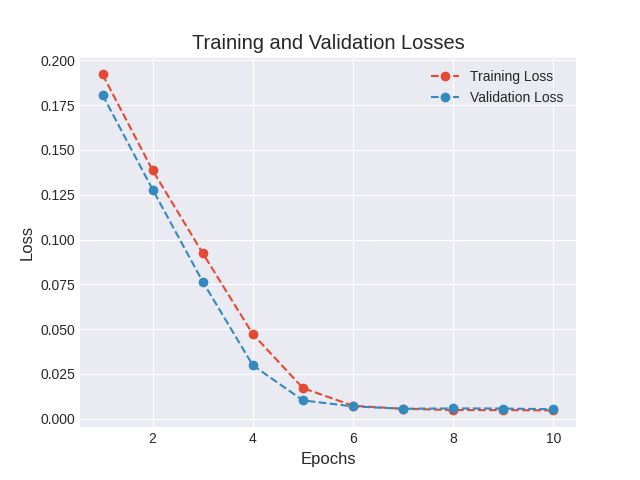 Training and Validation Losses
0.200
0.175
0.150
0.125
0.100
0.075
0.050
0.025
0.000
Loss
Training Loss
Validation Loss
2
4
6
8
10
Epochs